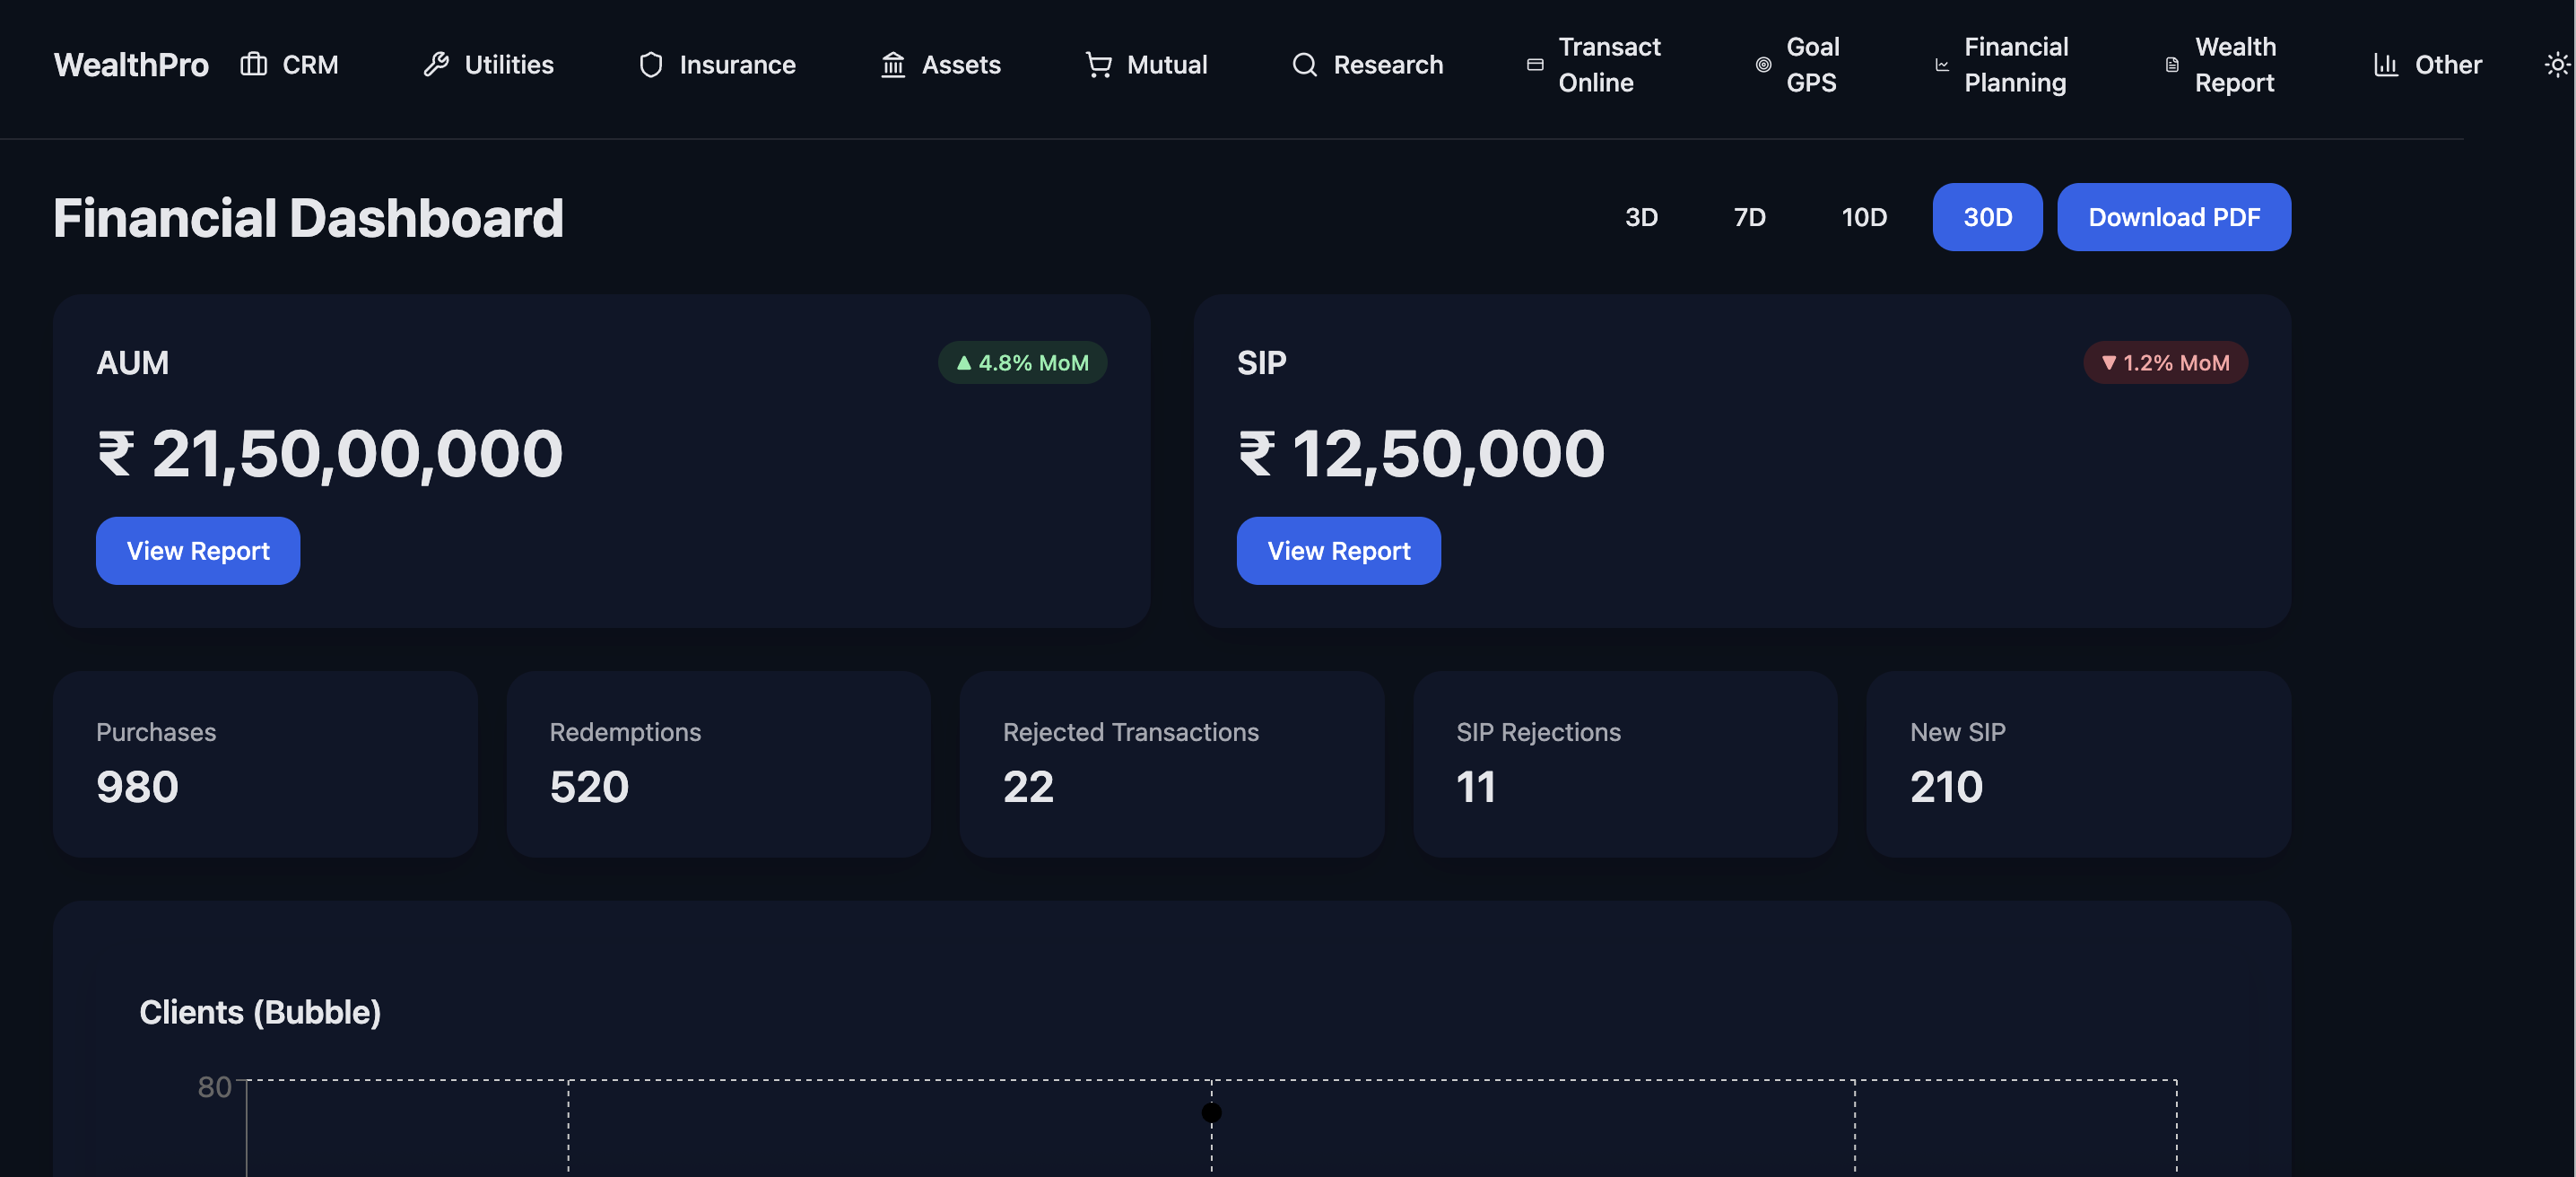 WealthPro CRM Utilities Insurance Assets Mutual Research Transact Online Goal GPS Financial Planning Wealth Report Other
Financial Dashboard
3D 7D 10D 30D Download PDF
AUM
▲ 4.8% MoM
₹ 21,50,00,000
View Report
SIP
▼ 1.2% MoM
₹ 12,50,000
View Report
Purchases
980
Redemptions
520
Rejected Transactions
22
SIP Rejections
11
New SIP
210
Clients (Bubble)
80